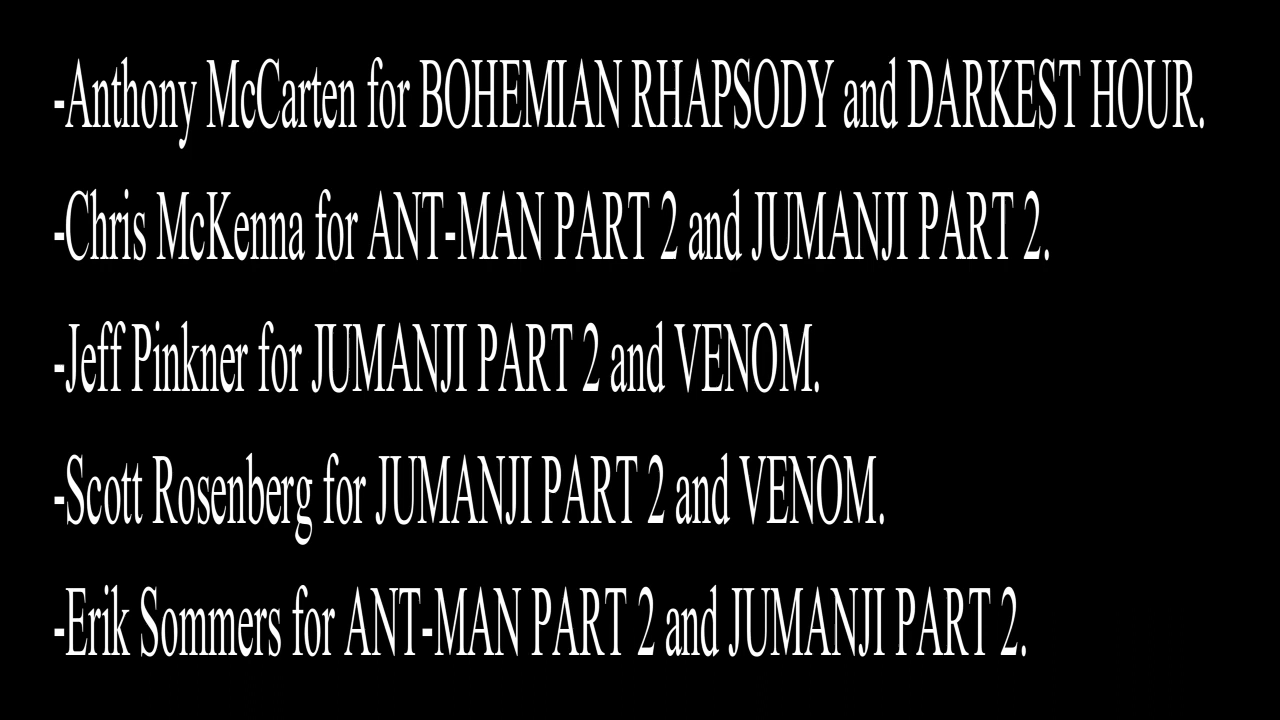 -Anthony McCarten for BOHEMIAN RHAPSODY and DARKEST HOUR.
-Chris McKenna for ANT-MAN PART 2 and JUMANJI PART 2.
-Jeff Pinkner for JUMANJI PART 2 and VENOM.
-Scott Rosenberg for JUMANJI PART 2 and VENOM.
-Erik Sommers for ANT-MAN PART 2 and JUMANJI PART 2.